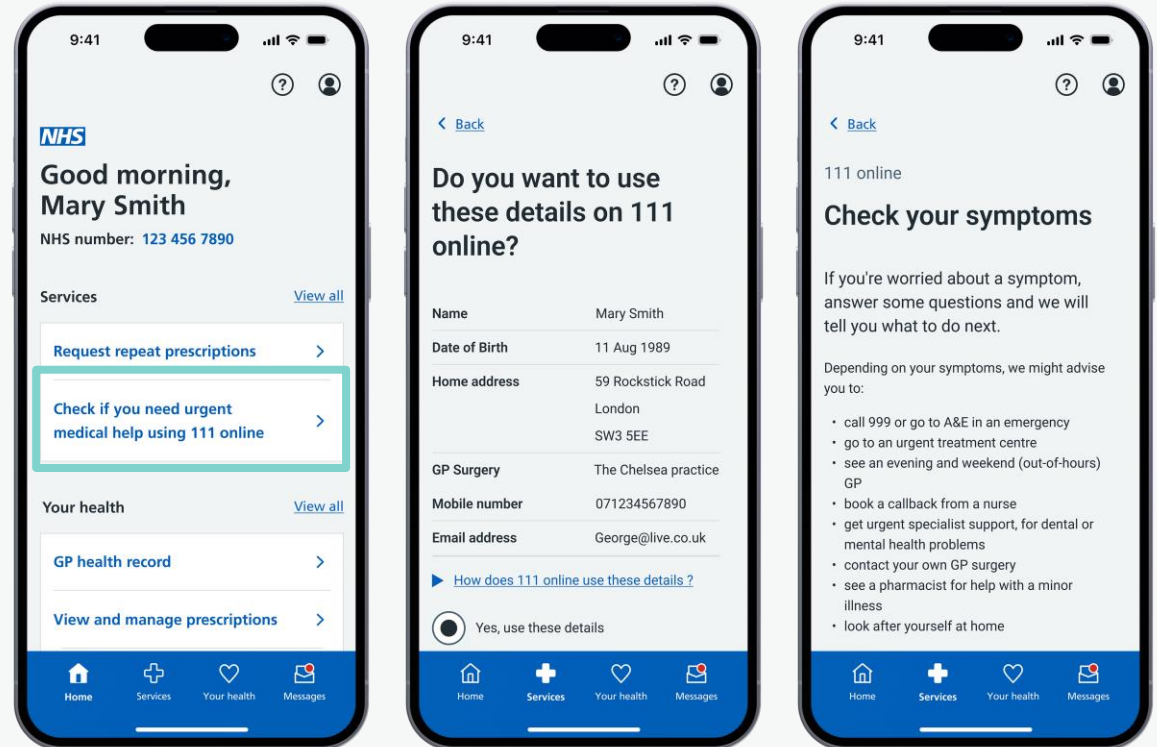 9:41
NHS
Good morning,
Mary Smith
NHS number: 123 456 7890
Services View all
Request repeat prescriptions
Check if you need urgent
medical help using 111 online
Your health View all
GP health record
View and manage prescriptions
Home Services Your health Messages
9:41
Back
Do you want to use
these details on 111
online?
Name Mary Smith
Date of Birth 11 Aug 1989
Home address 59 Rockstick Road
London
SW3 5EE
GP Surgery The Chelsea practice
Mobile number 071234567890
Email address George@live.co.uk
How does 111 online use these details ?
Yes, use these details
Home Services Your health Messages
9:41
Back
111 online
Check your symptoms
If you're worried about a symptom,
answer some questions and we will
tell you what to do next.
Depending on your symptoms, we might advise
you to:
• call 999 or go to A&E in an emergency
• go to an urgent treatment centre
• see an evening and weekend (out-of-hours)
GP
• book a callback from a nurse
• get urgent specialist support, for dental or
mental health problems
• contact your own GP surgery
• see a pharmacist for help with a minor
illness
• look after yourself at home
Home Services Your health Messages